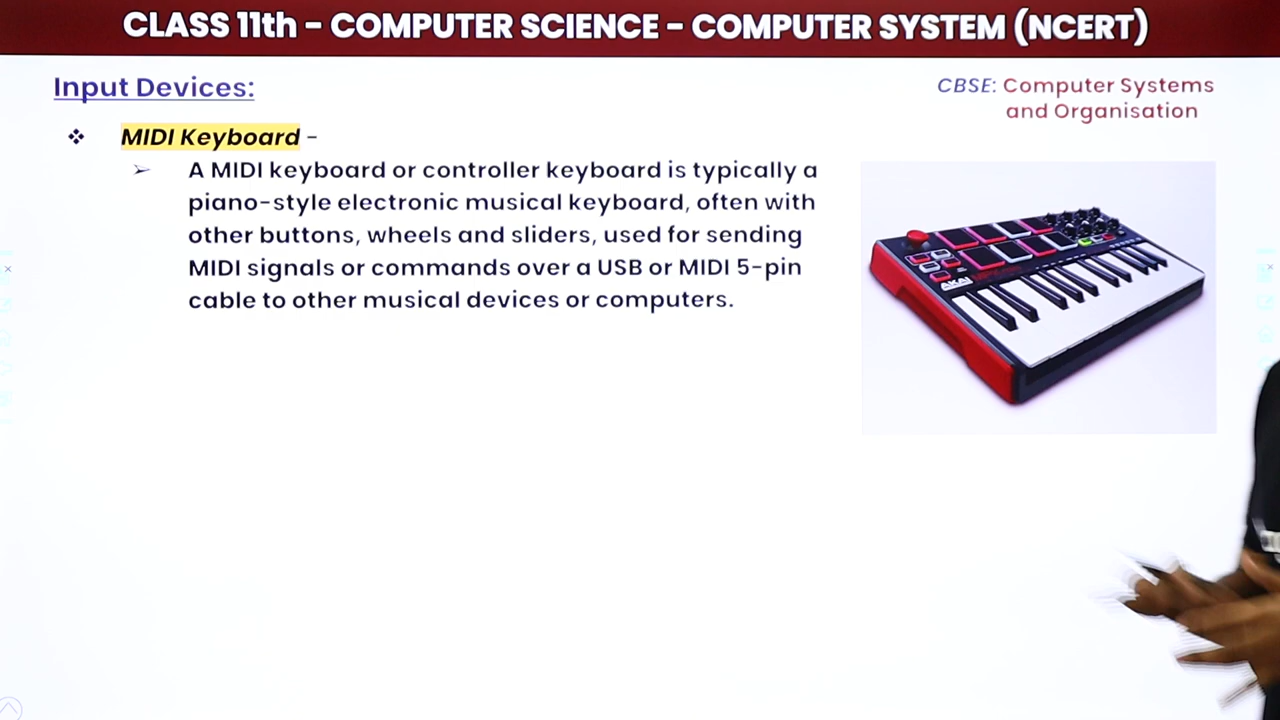 CLASS 11th - COMPUTER SCIENCE - COMPUTER SYSTEM (NCERT)
Input Devices:
CBSE: Computer Systems
and Organisation
❖ MIDI Keyboard -
➢ A MIDI keyboard or controller keyboard is typically a
piano-style electronic musical keyboard, often with
other buttons, wheels and sliders, used for sending
MIDI signals or commands over a USB or MIDI 5-pin
cable to other musical devices or computers.
AKAI